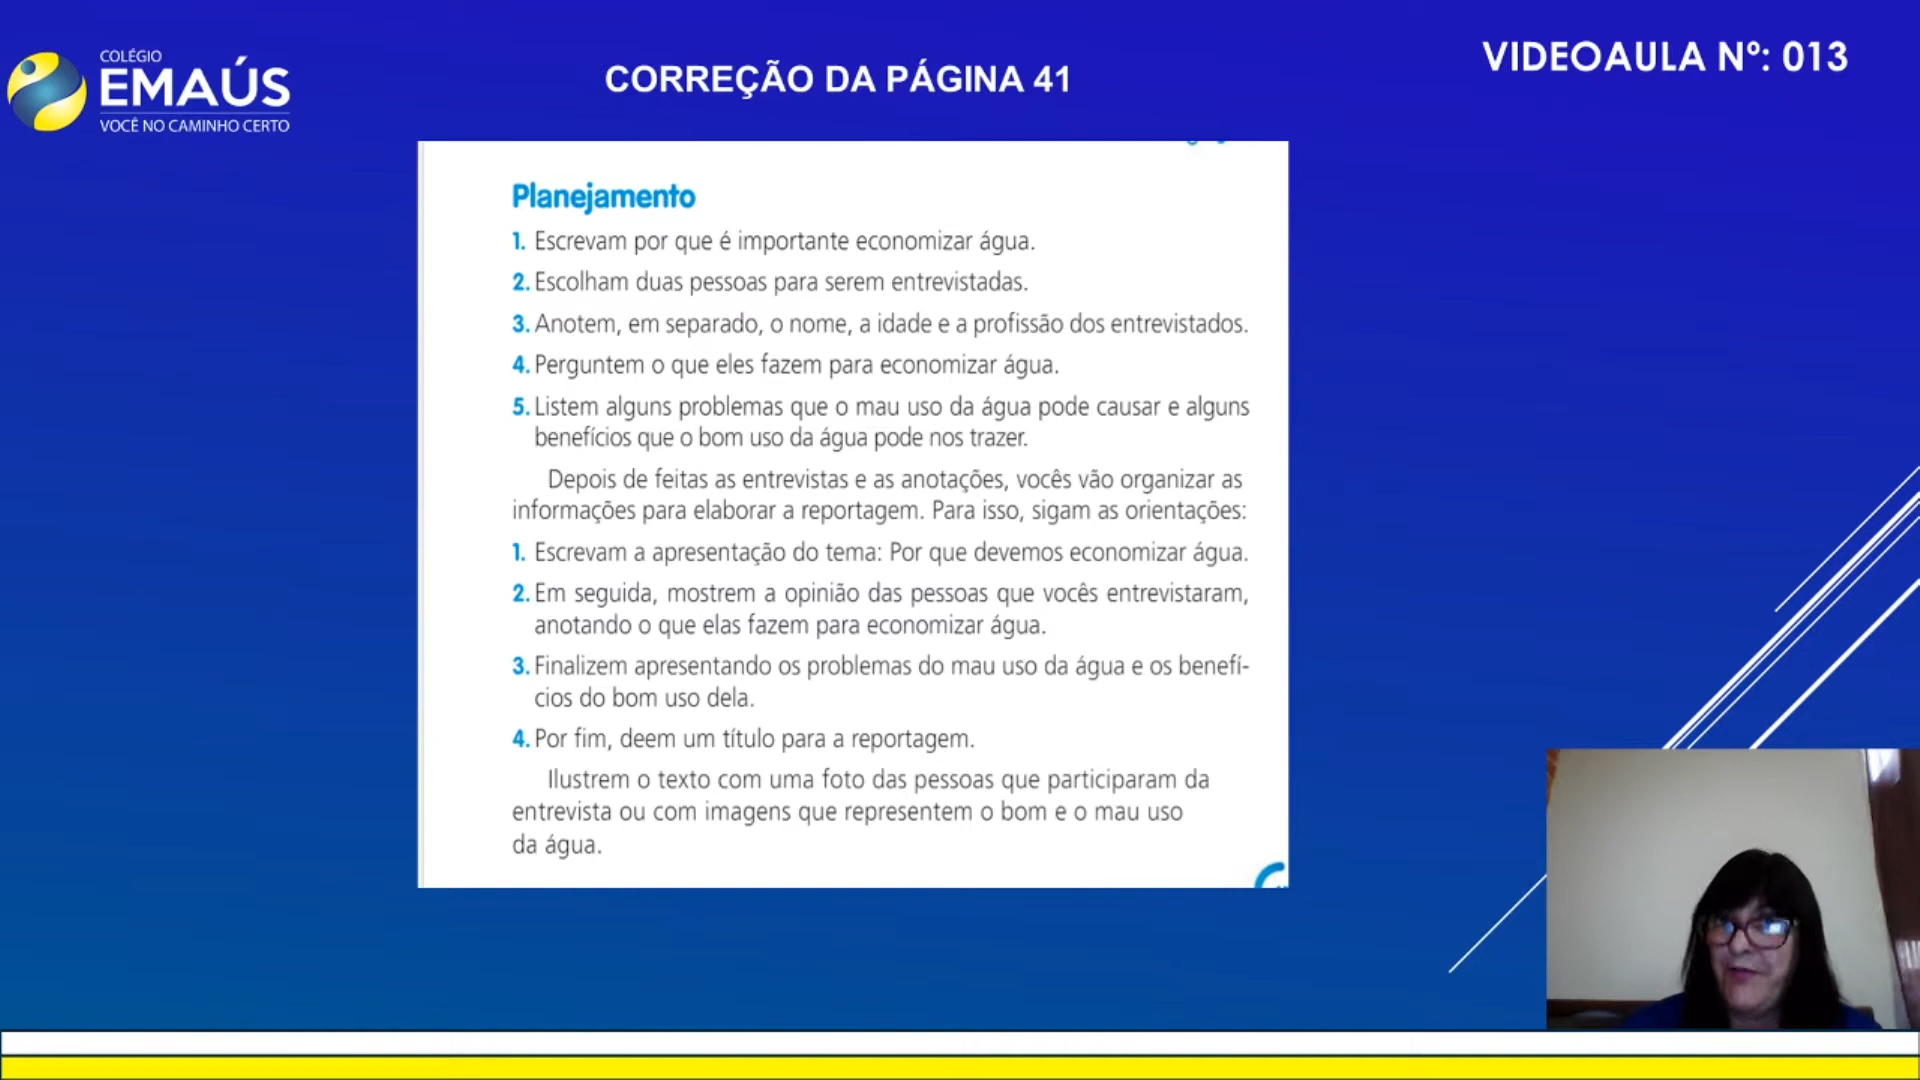 COLÉGIO
EMAÚS
VOCÊ NO CAMINHO CERTO
CORREÇÃO DA PÁGINA 41
VIDEOAULA Nº: 013
Planejamento
1. Escrevam por que é importante economizar água.
2. Escolham duas pessoas para serem entrevistadas.
3. Anotem, em separado, o nome, a idade e a profissão dos entrevistados.
4. Perguntem o que eles fazem para economizar água.
5. Listem alguns problemas que o mau uso da água pode causar e alguns
benefícios que o bom uso da água pode nos trazer.
Depois de feitas as entrevistas e as anotações, vocês vão organizar as
informações para elaborar a reportagem. Para isso, sigam as orientações:
1. Escrevam a apresentação do tema: Por que devemos economizar água.
2. Em seguida, mostrem a opinião das pessoas que vocês entrevistaram,
anotando o que elas fazem para economizar água.
3. Finalizem apresentando os problemas do mau uso da água e os benefí-
cios do bom uso dela.
4. Por fim, deem um título para a reportagem.
Ilustrem o texto com uma foto das pessoas que participaram da
entrevista ou com imagens que representem o bom e o mau uso
da água.